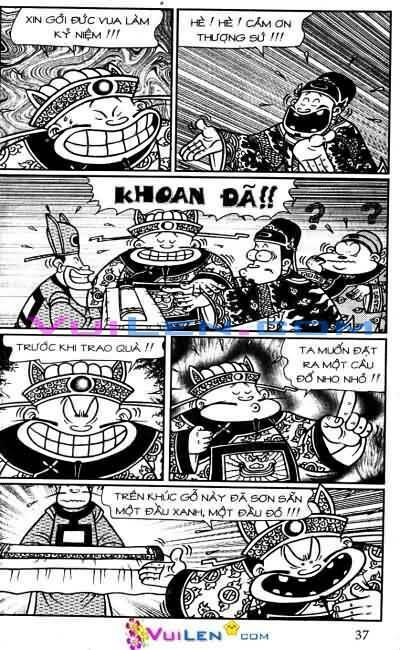 XIN GỞI ĐỨC VUA LÀM
KỶ NIỆM !!!
HÈ ! HÈ ! CẢM ƠN
THƯỢNG SỨ !!!
KHOAN ĐÃ!!
? ?
VUILEN.COM
TRƯỚC KHI TRAO QUÀ !!
TA MUỐN ĐẶT
RA MỘT CÂU
ĐỐ NHO NHỎ !!
TRÊN KHÚC GỖ NÀY ĐÃ SƠN SẴN
MỘT ĐẦU XANH, MỘT ĐẦU ĐỎ !!!
37
VUILEN.COM